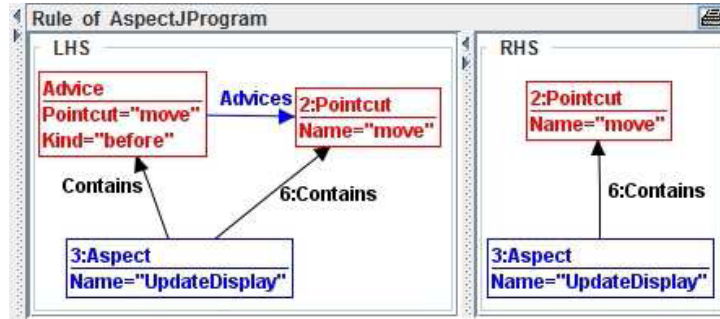 Rule of AspectJProgram
LHS
Advice
Pointcut="move"
Kind="before"
Advices
2:Pointcut
Name="move"
Contains
6:Contains
3:Aspect
Name="UpdateDisplay"
RHS
2:Pointcut
Name="move"
6:Contains
3:Aspect
Name="UpdateDisplay"